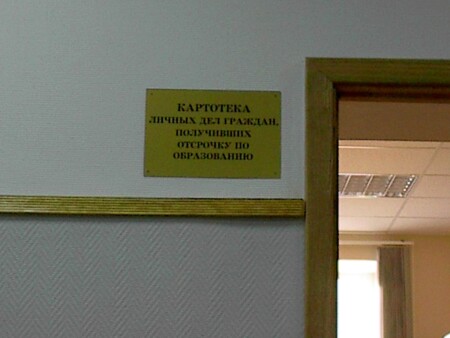 КАРТОТЕКА
ЛИЧНЫХ ДЕЛ ГРАЖДАН,
ПОЛУЧИВШИХ
ОТСРОЧКУ ПО
ОБРАЗОВАНИЮ